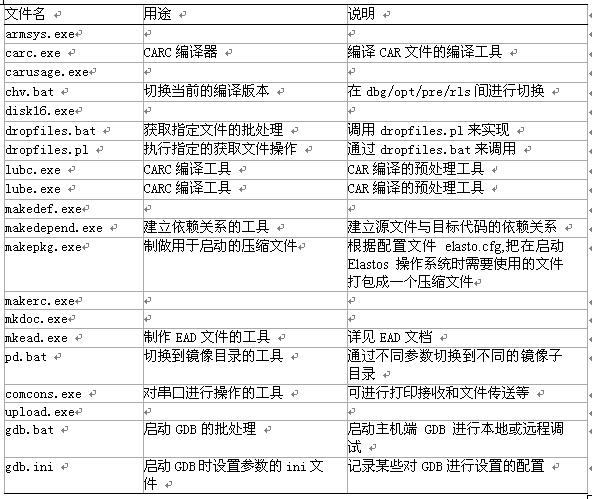 文件名 用途 说明
armsys.exe
carc.exe CARC 编译器 编译 CAR 文件的编译工具
carusage.exe
chv.bat 切换当前的编译版本 在 dbg/opt/pre/rls 间进行切换
disk16.exe
dropfiles.bat 获取指定文件的批处理 调用 dropfiles.pl 来实现
dropfiles.pl 执行指定的获取文件操作 通过 dropfiles.bat 来调用
lubc.exe CARC 编译工具 CAR 编译的预处理工具
lube.exe CARC 编译工具 CAR 编译的预处理工具
makedef.exe
makedepend.exe 建立依赖关系的工具 建立源文件与目标代码的依赖关系
makepkg.exe 制做用于启动的压缩文件 根据配置文件 elasto.cfg,把在启动
Elastos 操作系统时需要使用的文件
打包成一个压缩文件
makerc.exe
mkdoc.exe
mkead.exe 制作 EAD 文件的工具 详见 EAD 文档
pd.bat 切换到镜像目录的工具 通过不同参数切换到不同的镜像子
目录
comcons.exe 对串口进行操作的工具 可进行打印接收和文件传送等
upload.exe
gdb.bat 启动 GDB 的批处理 启动主机端 GDB 进行本地或远程调
试
gdb.ini 启动GDB时设置参数的ini文 记录某些对 GDB 进行设置的配置
件